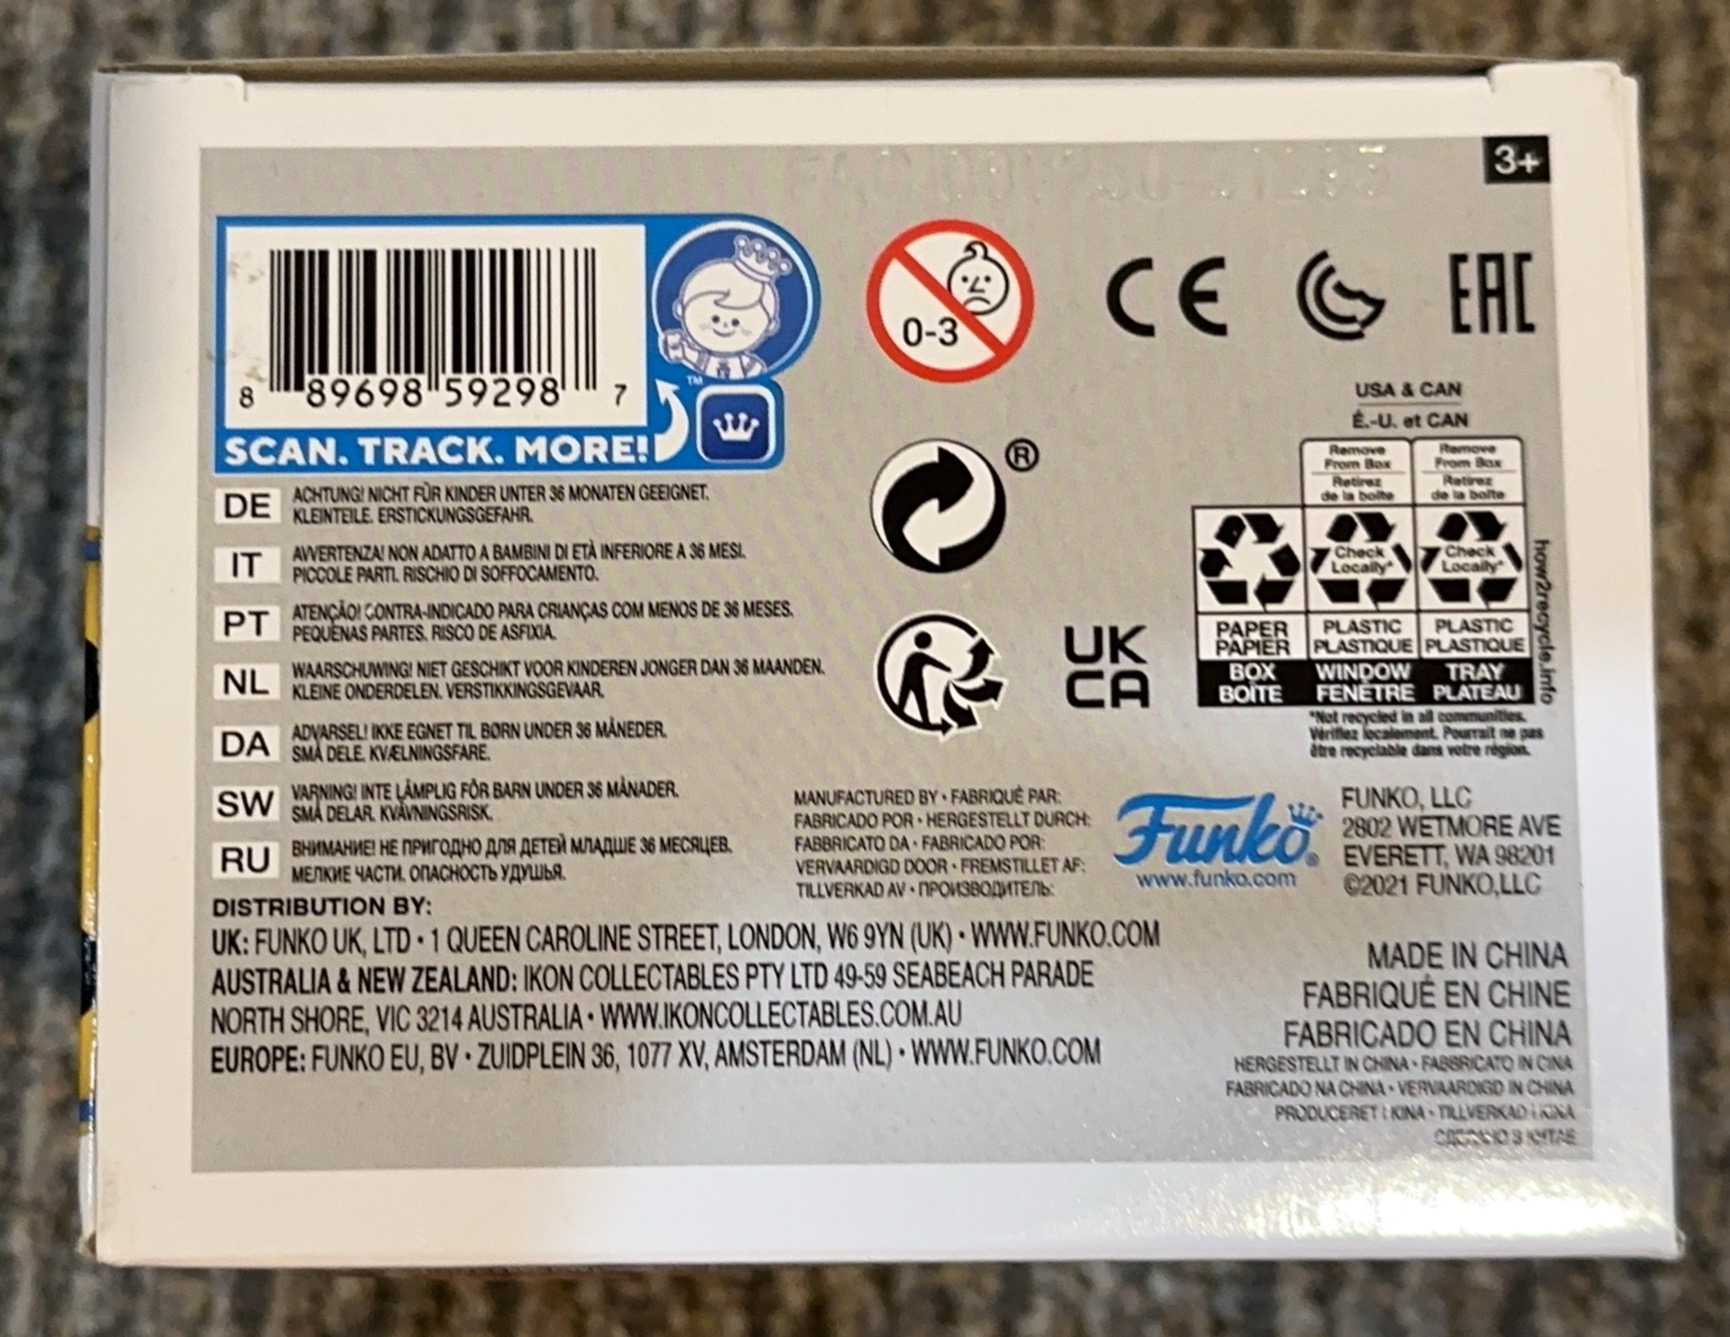 3+
8 89698 59298 7
™
SCAN. TRACK. MORE!
0-3
CE
EAC
DE ACHTUNG! NICHT FÜR KINDER UNTER 36 MONATEN GEEIGNET.
KLEINTEILE. ERSTICKUNGSGEFAHR.
IT AVVERTENZA! NON ADATTO A BAMBINI DI ETÀ INFERIORE A 36 MESI.
PICCOLE PARTI. RISCHIO DI SOFFOCAMENTO.
PT ATENÇÃO! CONTRA-INDICADO PARA CRIANÇAS COM MENOS DE 36 MESES.
PEQUENAS PARTES. RISCO DE ASFIXIA.
NL WAARSCHUWING! NIET GESCHIKT VOOR KINDEREN JONGER DAN 36 MAANDEN.
KLEINE ONDERDELEN. VERSTIKKINGSGEVAAR.
DA ADVARSEL! IKKE EGNET TIL BØRN UNDER 36 MÅNEDER.
SMÅ DELE. KVÆLNINGSFARE.
SW VARNING! INTE LÄMPLIG FÖR BARN UNDER 36 MÅNADER.
SMÅ DELAR. KVÄVNINGSRISK.
RU ВНИМАНИЕ! НЕ ПРИГОДНО ДЛЯ ДЕТЕЙ МЛАДШЕ 36 МЕСЯЦЕВ.
МЕЛКИЕ ЧАСТИ. ОПАСНОСТЬ УДУШЬЯ.
®
UK
CA
USA & CAN
É.-U. et CAN
Remove
From Box
Retirez
de la boîte
Remove
From Box
Retirez
de la boîte
Check
Locally*
Check
Locally*
PAPER
PAPIER
PLASTIC
PLASTIQUE
PLASTIC
PLASTIQUE
BOX
BOÎTE
WINDOW
FENÊTRE
TRAY
PLATEAU
how2recycle.info
*Not recycled in all communities.
Vérifiez localement. Pourrait ne pas
être recyclable dans votre région.
MANUFACTURED BY • FABRIQUÉ PAR:
FABRICADO POR • HERGESTELLT DURCH:
FABBRICATO DA • FABRICADO POR:
VERVAARDIGD DOOR • FREMSTILLET AF:
TILLVERKAD AV • ПРОИЗВОДИТЕЛЬ:
Funko®
www.funko.com
FUNKO, LLC
2802 WETMORE AVE
EVERETT, WA 98201
©2021 FUNKO,LLC
DISTRIBUTION BY:
UK: FUNKO UK, LTD • 1 QUEEN CAROLINE STREET, LONDON, W6 9YN (UK) • WWW.FUNKO.COM
AUSTRALIA & NEW ZEALAND: IKON COLLECTABLES PTY LTD 49-59 SEABEACH PARADE
NORTH SHORE, VIC 3214 AUSTRALIA • WWW.IKONCOLLECTABLES.COM.AU
EUROPE: FUNKO EU, BV • ZUIDPLEIN 36, 1077 XV, AMSTERDAM (NL) • WWW.FUNKO.COM
MADE IN CHINA
FABRIQUÉ EN CHINE
FABRICADO EN CHINA
HERGESTELLT IN CHINA • FABBRICATO IN CINA
FABRICADO NA CHINA • VERVAARDIGD IN CHINA
PRODUCERET I KINA • TILLVERKAD I KINA
СДЕЛАНО В КИТАЕ